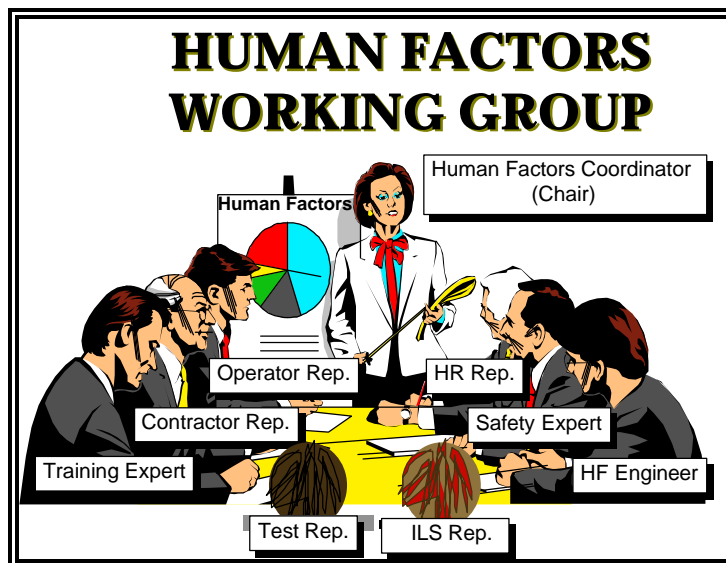 HUMAN FACTORS
WORKING GROUP
Human Factors Coordinator
(Chair)
Human Factors
Operator Rep.
HR Rep.
Contractor Rep.
Safety Expert
Training Expert
HF Engineer
Test Rep.
ILS Rep.